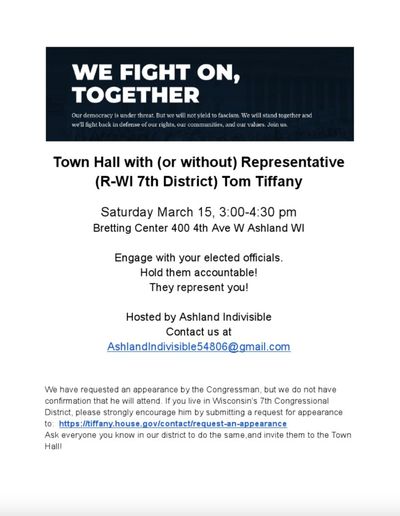 WE FIGHT ON,
TOGETHER
Our democracy is under threat. But we will not yield to fascism. We will stand together and
we'll fight back in defense of our rights, our communities, and our values. Join us.
Town Hall with (or without) Representative
(R-WI 7th District) Tom Tiffany
Saturday March 15, 3:00-4:30 pm
Bretting Center 400 4th Ave W Ashland WI
Engage with your elected officials.
Hold them accountable!
They represent you!
Hosted by Ashland Indivisible
Contact us at
AshlandIndivisible54806@gmail.com
We have requested an appearance by the Congressman, but we do not have
confirmation that he will attend. If you live in Wisconsin's 7th Congressional
District, please strongly encourage him by submitting a request for appearance
to: https://tiffany.house.gov/contact/request-an-appearance
Ask everyone you know in our district to do the same,and invite them to the Town
Hall!